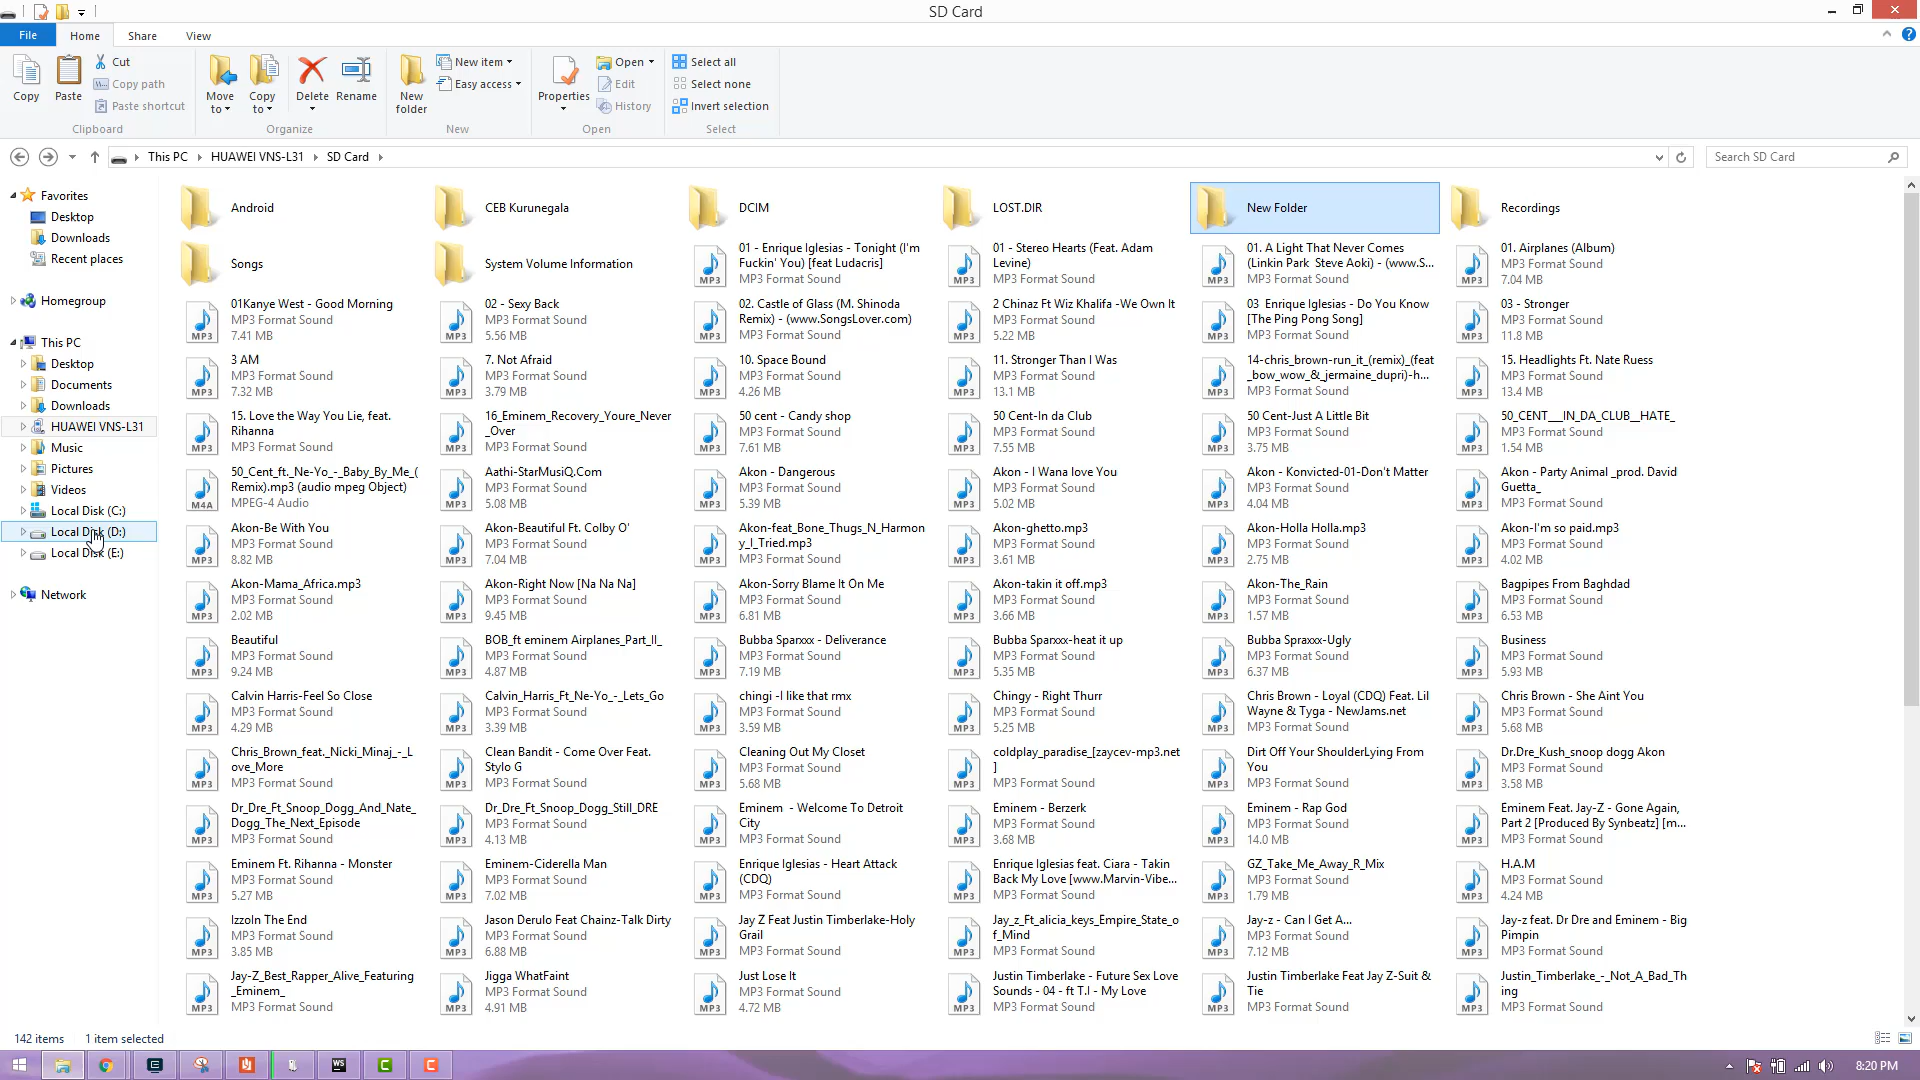 SD Card
File
Home
Share
View
Copy
Paste
Cut
Copy path
Paste shortcut
Clipboard
Move to
Copy to
Delete
Rename
Organize
New folder
New item
Easy access
New
Properties
Open
Edit
History
Open
Select all
Select none
Invert selection
Select
This PC
HUAWEI VNS-L31
SD Card
Search SD Card
Favorites
Desktop
Downloads
Recent places
Homegroup
This PC
Desktop
Documents
Downloads
HUAWEI VNS-L31
Music
Pictures
Videos
Local Disk (C:)
Local Disk (D:)
Local Disk (E:)
Network
Android
CEB Kurunegala
DCIM
LOST.DIR
New Folder
Recordings
Songs
System Volume Information
01 - Enrique Iglesias - Tonight (I'm
Fuckin' You) [feat Ludacris]
MP3 Format Sound
01 - Stereo Hearts (Feat. Adam
Levine)
MP3 Format Sound
01. A Light That Never Comes
(Linkin Park Steve Aoki) - (www.S...
MP3 Format Sound
01. Airplanes (Album)
MP3 Format Sound
7.04 MB
01Kanye West - Good Morning
MP3 Format Sound
7.41 MB
02 - Sexy Back
MP3 Format Sound
5.56 MB
02. Castle of Glass (M. Shinoda
Remix) - (www.SongsLover.com)
MP3 Format Sound
2 Chinaz Ft Wiz Khalifa -We Own It
MP3 Format Sound
5.22 MB
03 Enrique Iglesias - Do You Know
[The Ping Pong Song]
MP3 Format Sound
03 - Stronger
MP3 Format Sound
11.8 MB
3 AM
MP3 Format Sound
7.32 MB
7. Not Afraid
MP3 Format Sound
3.79 MB
10. Space Bound
MP3 Format Sound
4.26 MB
11. Stronger Than I Was
MP3 Format Sound
13.1 MB
14-chris_brown-run_it_(remix)_(feat
_bow_wow_&_jermaine_dupri)-h...
MP3 Format Sound
15. Headlights Ft. Nate Ruess
MP3 Format Sound
13.4 MB
15. Love the Way You Lie, feat.
Rihanna
MP3 Format Sound
16_Eminem_Recovery_Youre_Never
_Over
MP3 Format Sound
50 cent - Candy shop
MP3 Format Sound
7.61 MB
50 Cent-In da Club
MP3 Format Sound
7.55 MB
50 Cent-Just A Little Bit
MP3 Format Sound
3.75 MB
50_CENT__IN_DA_CLUB__HATE_
MP3 Format Sound
1.54 MB
50_Cent_ft._Ne-Yo_-_Baby_By_Me_(
Remix).mp3 (audio mpeg Object)
MPEG-4 Audio
Aathi-StarMusiQ.Com
MP3 Format Sound
5.08 MB
Akon - Dangerous
MP3 Format Sound
5.39 MB
Akon - I Wana love You
MP3 Format Sound
5.02 MB
Akon - Konvicted-01-Don't Matter
MP3 Format Sound
4.04 MB
Akon - Party Animal _prod. David
Guetta_
MP3 Format Sound
Akon-Be With You
MP3 Format Sound
8.82 MB
Akon-Beautiful Ft. Colby O'
MP3 Format Sound
7.04 MB
Akon-feat_Bone_Thugs_N_Harmon
y_I_Tried.mp3
MP3 Format Sound
Akon-ghetto.mp3
MP3 Format Sound
3.61 MB
Akon-Holla Holla.mp3
MP3 Format Sound
2.75 MB
Akon-I'm so paid.mp3
MP3 Format Sound
4.02 MB
Akon-Mama_Africa.mp3
MP3 Format Sound
2.02 MB
Akon-Right Now [Na Na Na]
MP3 Format Sound
9.45 MB
Akon-Sorry Blame It On Me
MP3 Format Sound
6.81 MB
Akon-takin it off.mp3
MP3 Format Sound
3.66 MB
Akon-The_Rain
MP3 Format Sound
1.57 MB
Bagpipes From Baghdad
MP3 Format Sound
6.53 MB
Beautiful
MP3 Format Sound
9.24 MB
BOB_ft eminem Airplanes_Part_II_
MP3 Format Sound
4.87 MB
Bubba Sparxxx - Deliverance
MP3 Format Sound
7.19 MB
Bubba Sparxxx-heat it up
MP3 Format Sound
5.35 MB
Bubba Spraxxx-Ugly
MP3 Format Sound
6.37 MB
Business
MP3 Format Sound
5.93 MB
Calvin Harris-Feel So Close
MP3 Format Sound
4.29 MB
Calvin_Harris_Ft_Ne-Yo_-_Lets_Go
MP3 Format Sound
3.39 MB
chingi -I like that rmx
MP3 Format Sound
3.59 MB
Chingy - Right Thurr
MP3 Format Sound
5.25 MB
Chris Brown - Loyal (CDQ) Feat. Lil
Wayne & Tyga - NewJams.net
MP3 Format Sound
Chris Brown - She Aint You
MP3 Format Sound
5.68 MB
Chris_Brown_feat._Nicki_Minaj_-_L
ove_More
MP3 Format Sound
Clean Bandit - Come Over Feat.
Stylo G
MP3 Format Sound
Cleaning Out My Closet
MP3 Format Sound
5.68 MB
coldplay_paradise_[zaycev-mp3.net
]
MP3 Format Sound
Dirt Off Your ShoulderLying From
You
MP3 Format Sound
Dr.Dre_Kush_snoop dogg Akon
MP3 Format Sound
3.58 MB
Dr_Dre_Ft_Snoop_Dogg_And_Nate_
Dogg_The_Next_Episode
MP3 Format Sound
Dr_Dre_Ft_Snoop_Dogg_Still_DRE
MP3 Format Sound
4.13 MB
Eminem - Welcome To Detroit
City
MP3 Format Sound
Eminem - Berzerk
MP3 Format Sound
3.68 MB
Eminem - Rap God
MP3 Format Sound
14.0 MB
Eminem Feat. Jay-Z - Gone Again,
Part 2 [Produced By Synbeatz] [m...
MP3 Format Sound
Eminem Ft. Rihanna - Monster
MP3 Format Sound
5.27 MB
Eminem-Ciderella Man
MP3 Format Sound
7.02 MB
Enrique Iglesias - Heart Attack
(CDQ)
MP3 Format Sound
Enrique Iglesias feat. Ciara - Takin
Back My Love [www.Marvin-Vibe...
MP3 Format Sound
GZ_Take_Me_Away_R_Mix
MP3 Format Sound
1.79 MB
H.A.M
MP3 Format Sound
4.24 MB
IzzoIn The End
MP3 Format Sound
3.85 MB
Jason Derulo Feat Chainz-Talk Dirty
MP3 Format Sound
6.88 MB
Jay Z Feat Justin Timberlake-Holy
Grail
MP3 Format Sound
Jay_z_Ft_alicia_keys_Empire_State_o
f_Mind
MP3 Format Sound
Jay-z - Can I Get A...
MP3 Format Sound
7.12 MB
Jay-z feat. Dr Dre and Eminem - Big
Pimpin
MP3 Format Sound
Jay-Z_Best_Rapper_Alive_Featuring
_Eminem_
MP3 Format Sound
Jigga WhatFaint
MP3 Format Sound
4.91 MB
Just Lose It
MP3 Format Sound
4.72 MB
Justin Timberlake - Future Sex Love
Sounds - 04 - ft T.I - My Love
MP3 Format Sound
Justin Timberlake Feat Jay Z-Suit &
Tie
MP3 Format Sound
Justin_Timberlake_-_Not_A_Bad_Th
ing
MP3 Format Sound
142 items
1 item selected
8:20 PM